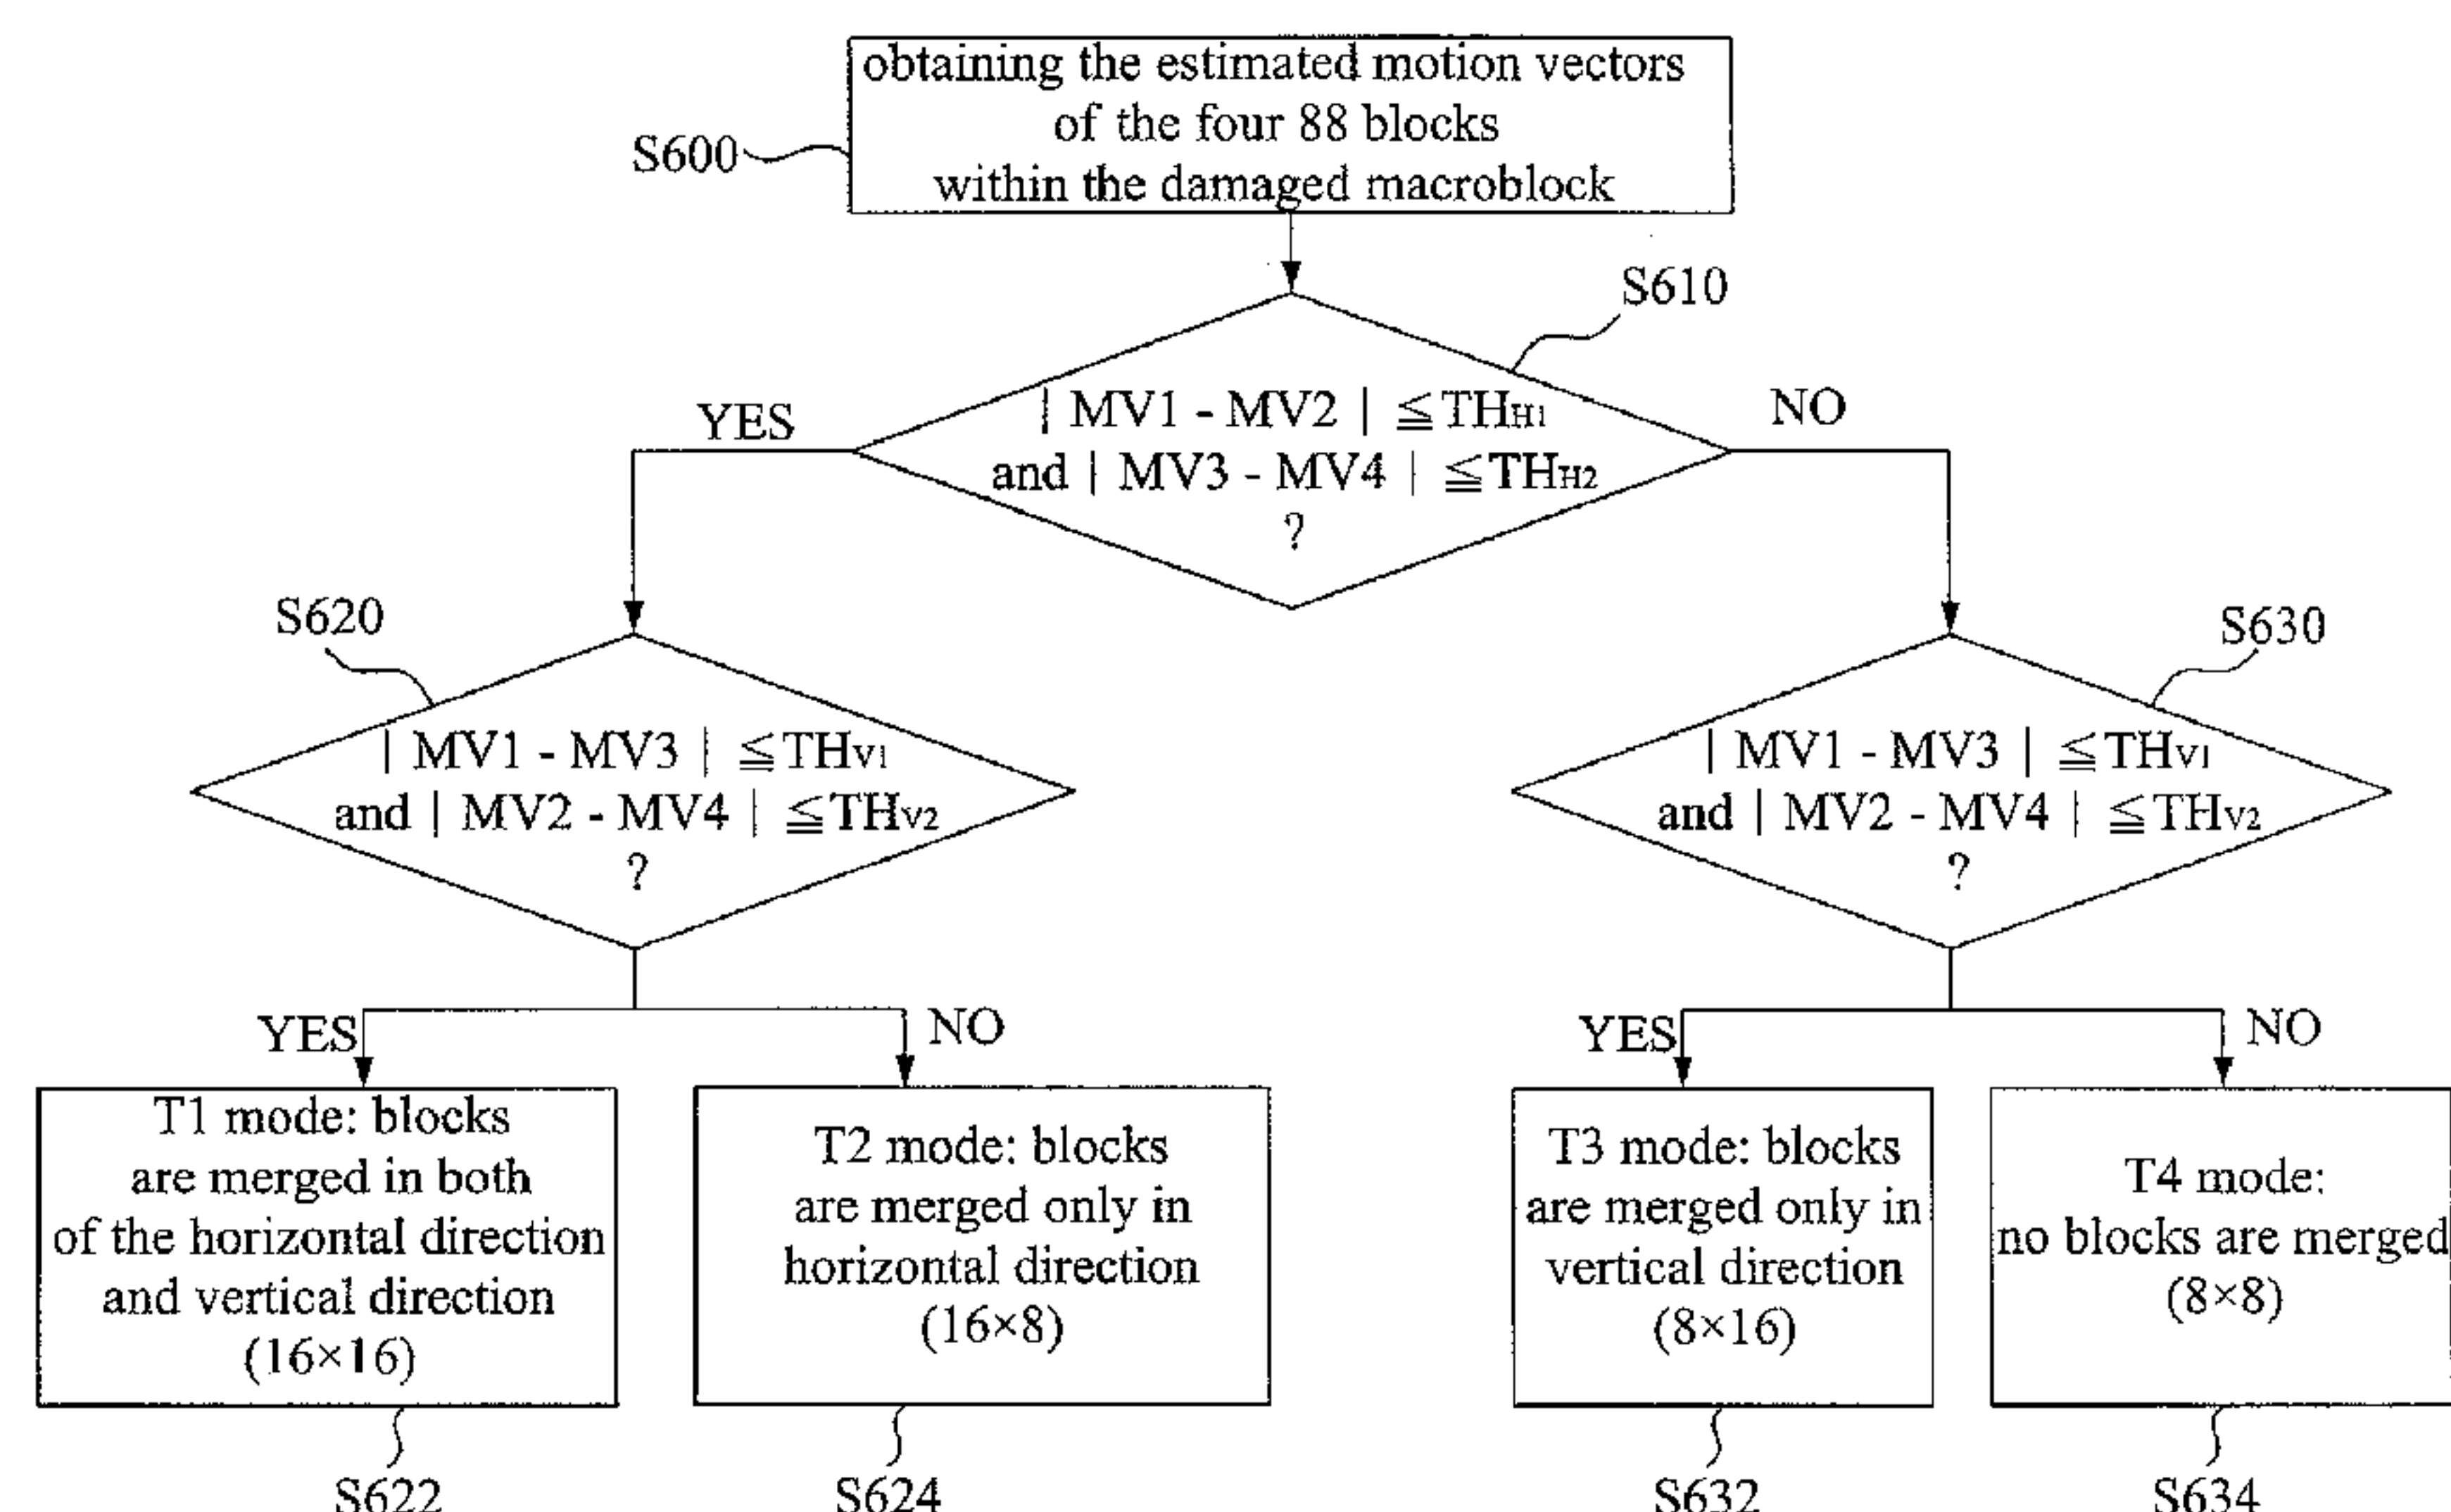 obtaining the estimated motion vectors
of the four 88 blocks
within the damaged macroblock
S600
S610
| MV1 - MV2 | ≦THH1
and | MV3 - MV4 | ≦THH2
?
YES
NO
S620
| MV1 - MV3 | ≦THV1
and | MV2 - MV4 | ≦THV2
?
S630
| MV1 - MV3 | ≦THV1
and | MV2 - MV4 | ≦THV2
?
YES
NO
YES
NO
T1 mode: blocks
are merged in both
of the horizontal direction
and vertical direction
(16×16)
T2 mode: blocks
are merged only in
horizontal direction
(16×8)
T3 mode: blocks
are merged only in
vertical direction
(8×16)
T4 mode:
no blocks are merged
(8×8)
S622
S624
S632
S634